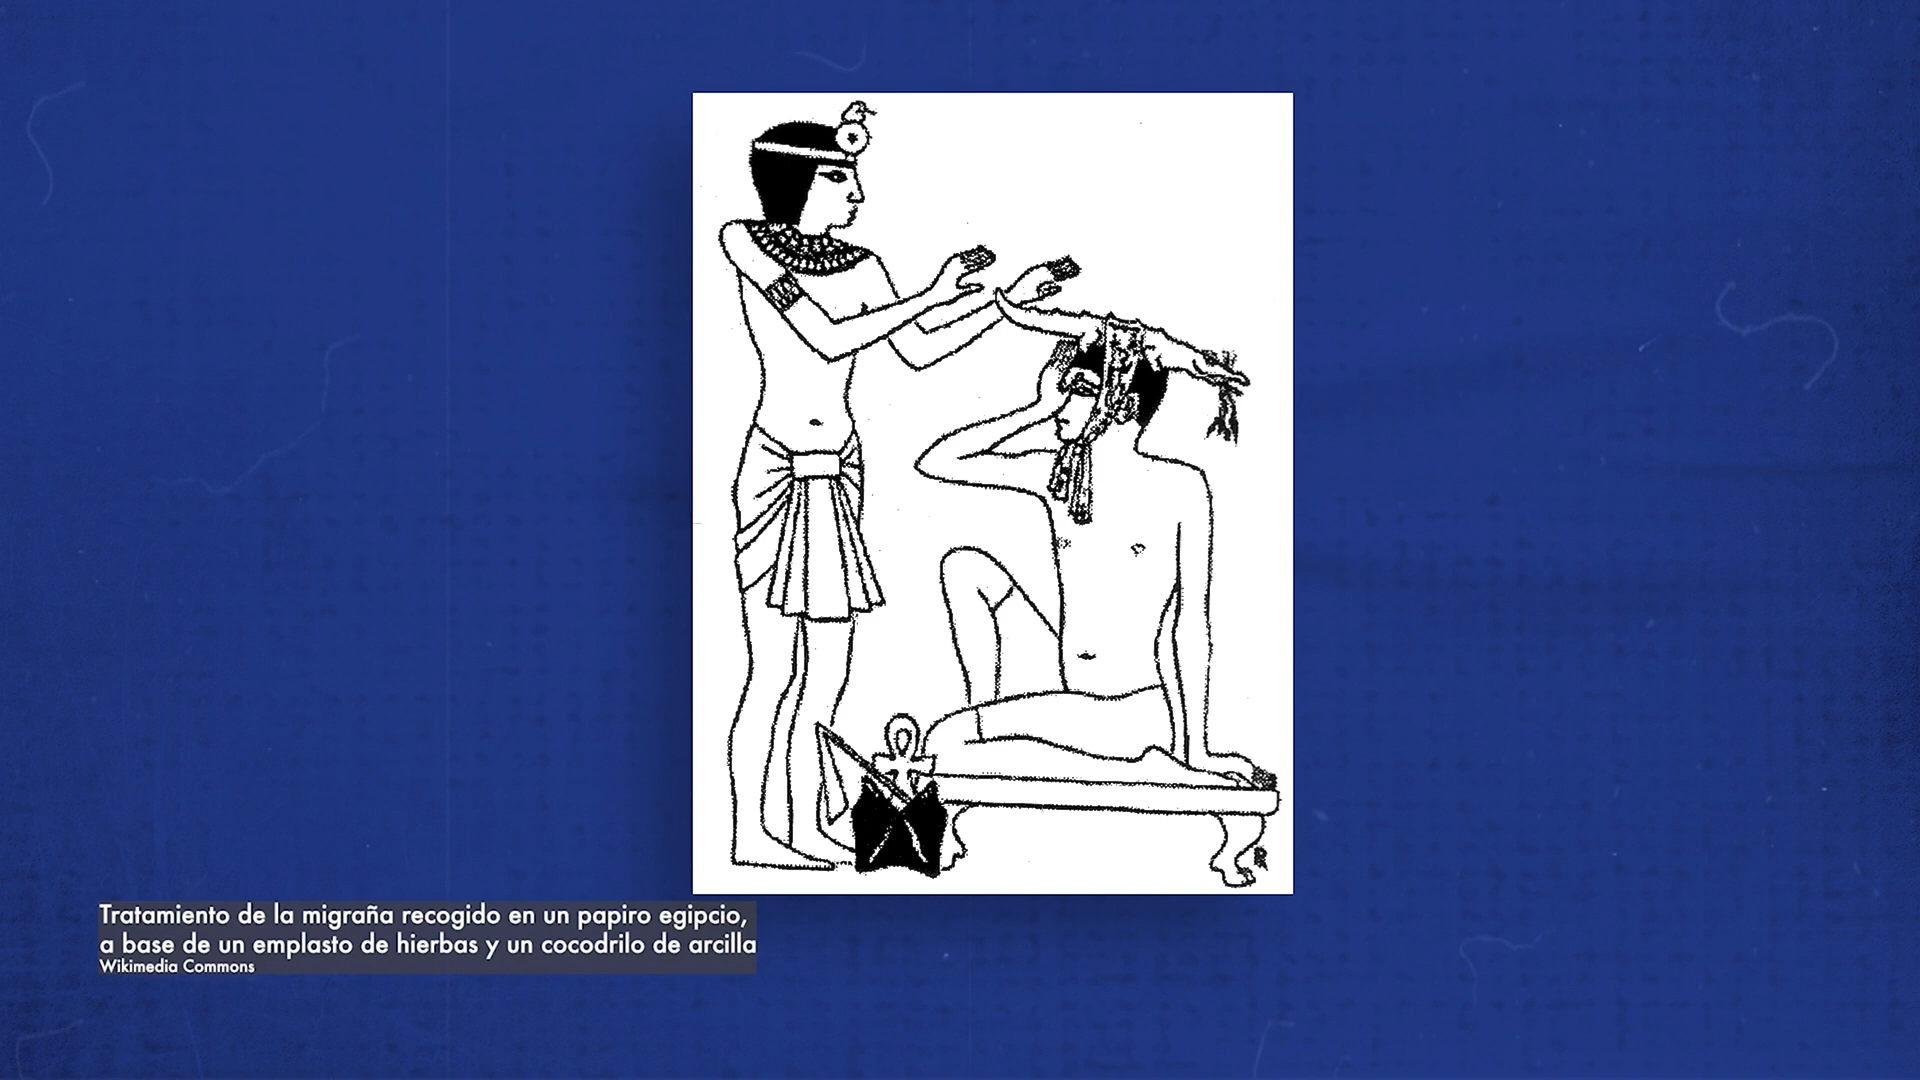 Tratamiento de la migraña recogido en un papiro egipcio,
a base de un emplasto de hierbas y un cocodrilo de arcilla
Wikimedia Commons
R